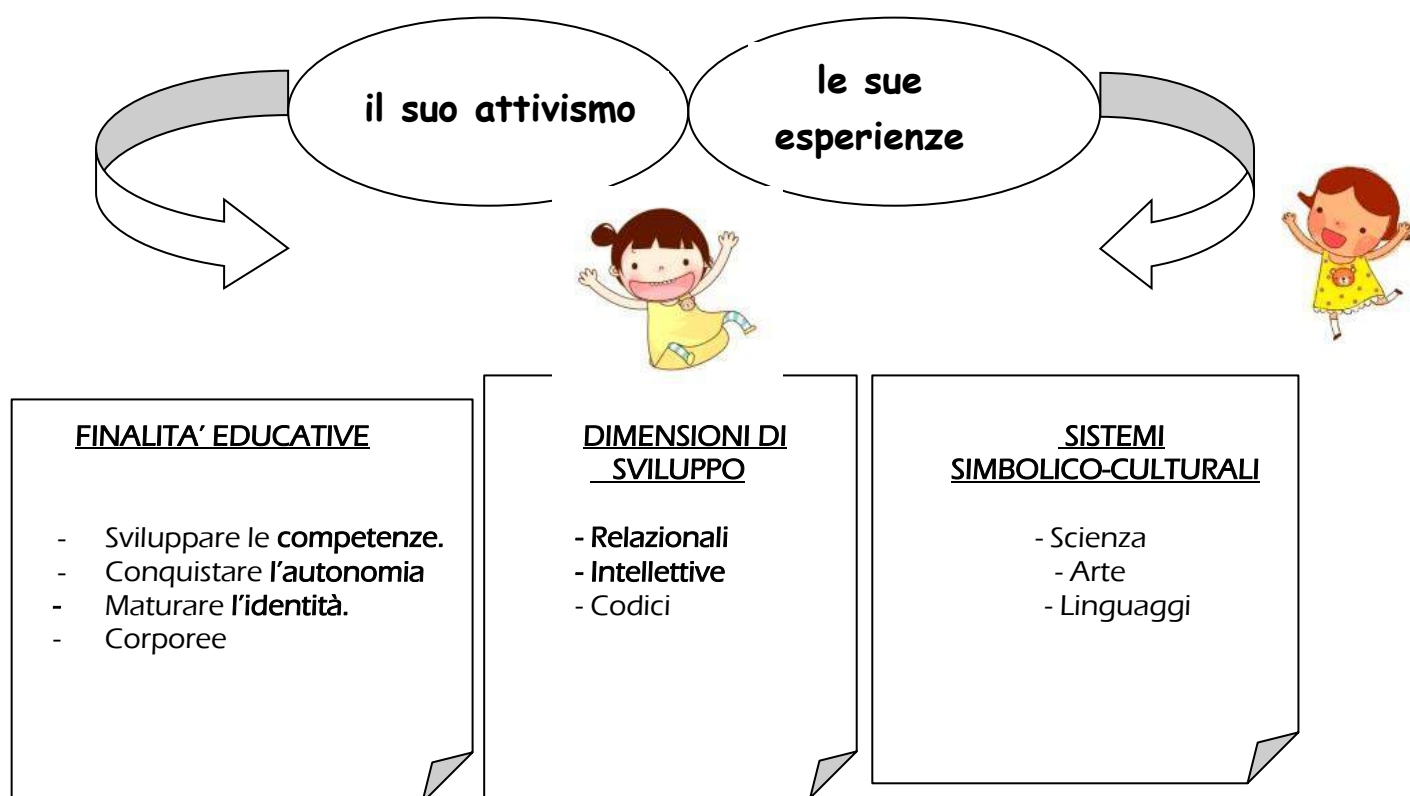 il suo attivismo
le sue
esperienze
FINALITA’ EDUCATIVE
- Sviluppare le competenze.
- Conquistare l’autonomia
- Maturare l’identità.
- Corporee
DIMENSIONI DI
SVILUPPO
- Relazionali
- Intellettive
- Codici
SISTEMI
SIMBOLICO-CULTURALI
- Scienza
- Arte
- Linguaggi